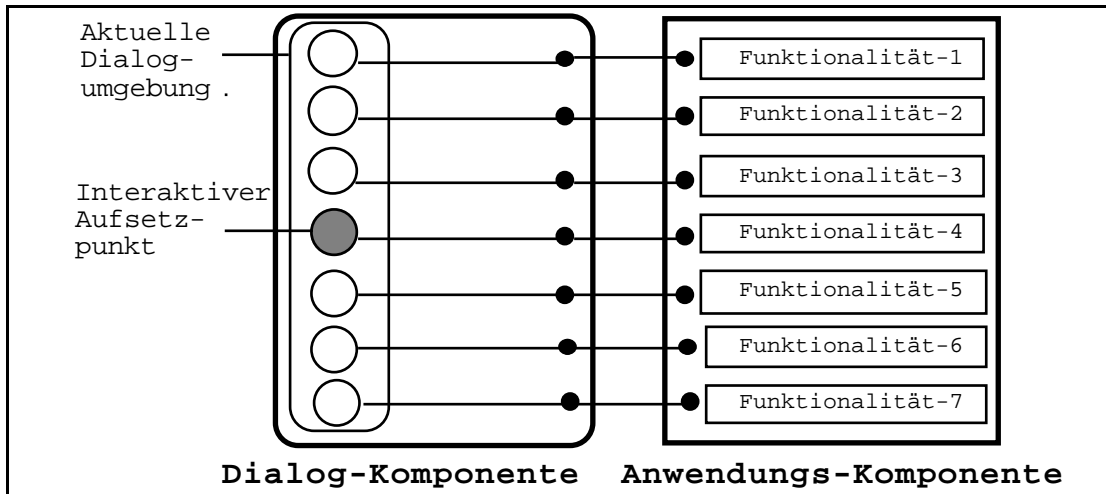 Aktuelle
Dialog-
umgebung .
Interaktiver
Aufsetz-
punkt
Funktionalität-1
Funktionalität-2
Funktionalität-3
Funktionalität-4
Funktionalität-5
Funktionalität-6
Funktionalität-7
Dialog-Komponente
Anwendungs-Komponente